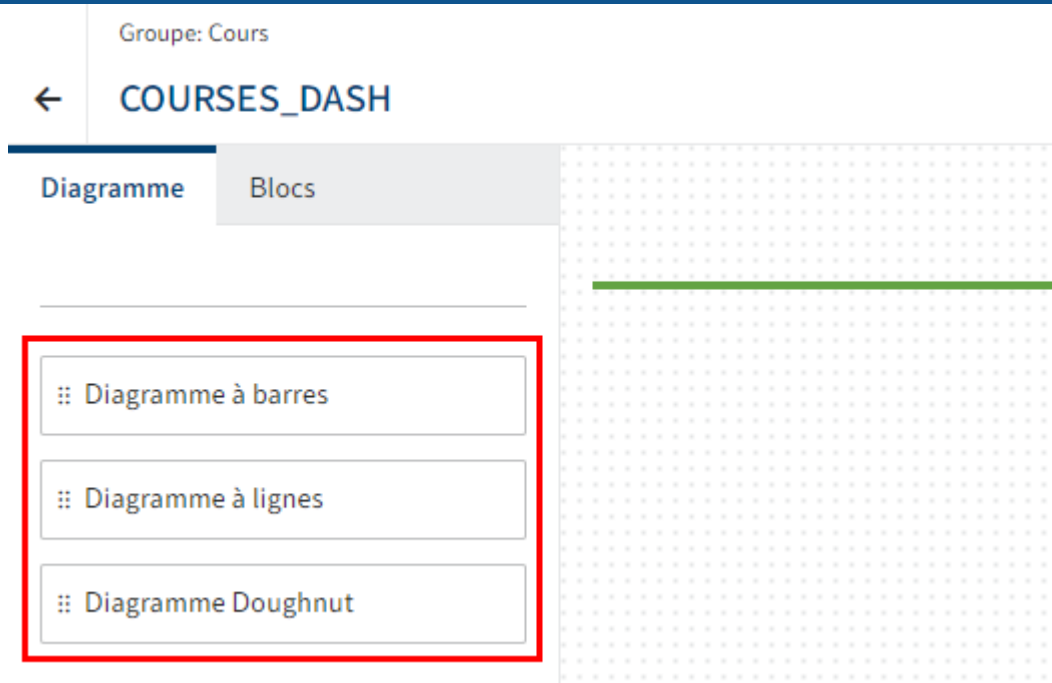 Groupe: Cours
COURSES_DASH
Diagramme Blocs
Diagramme à barres
Diagramme à lignes
Diagramme Doughnut